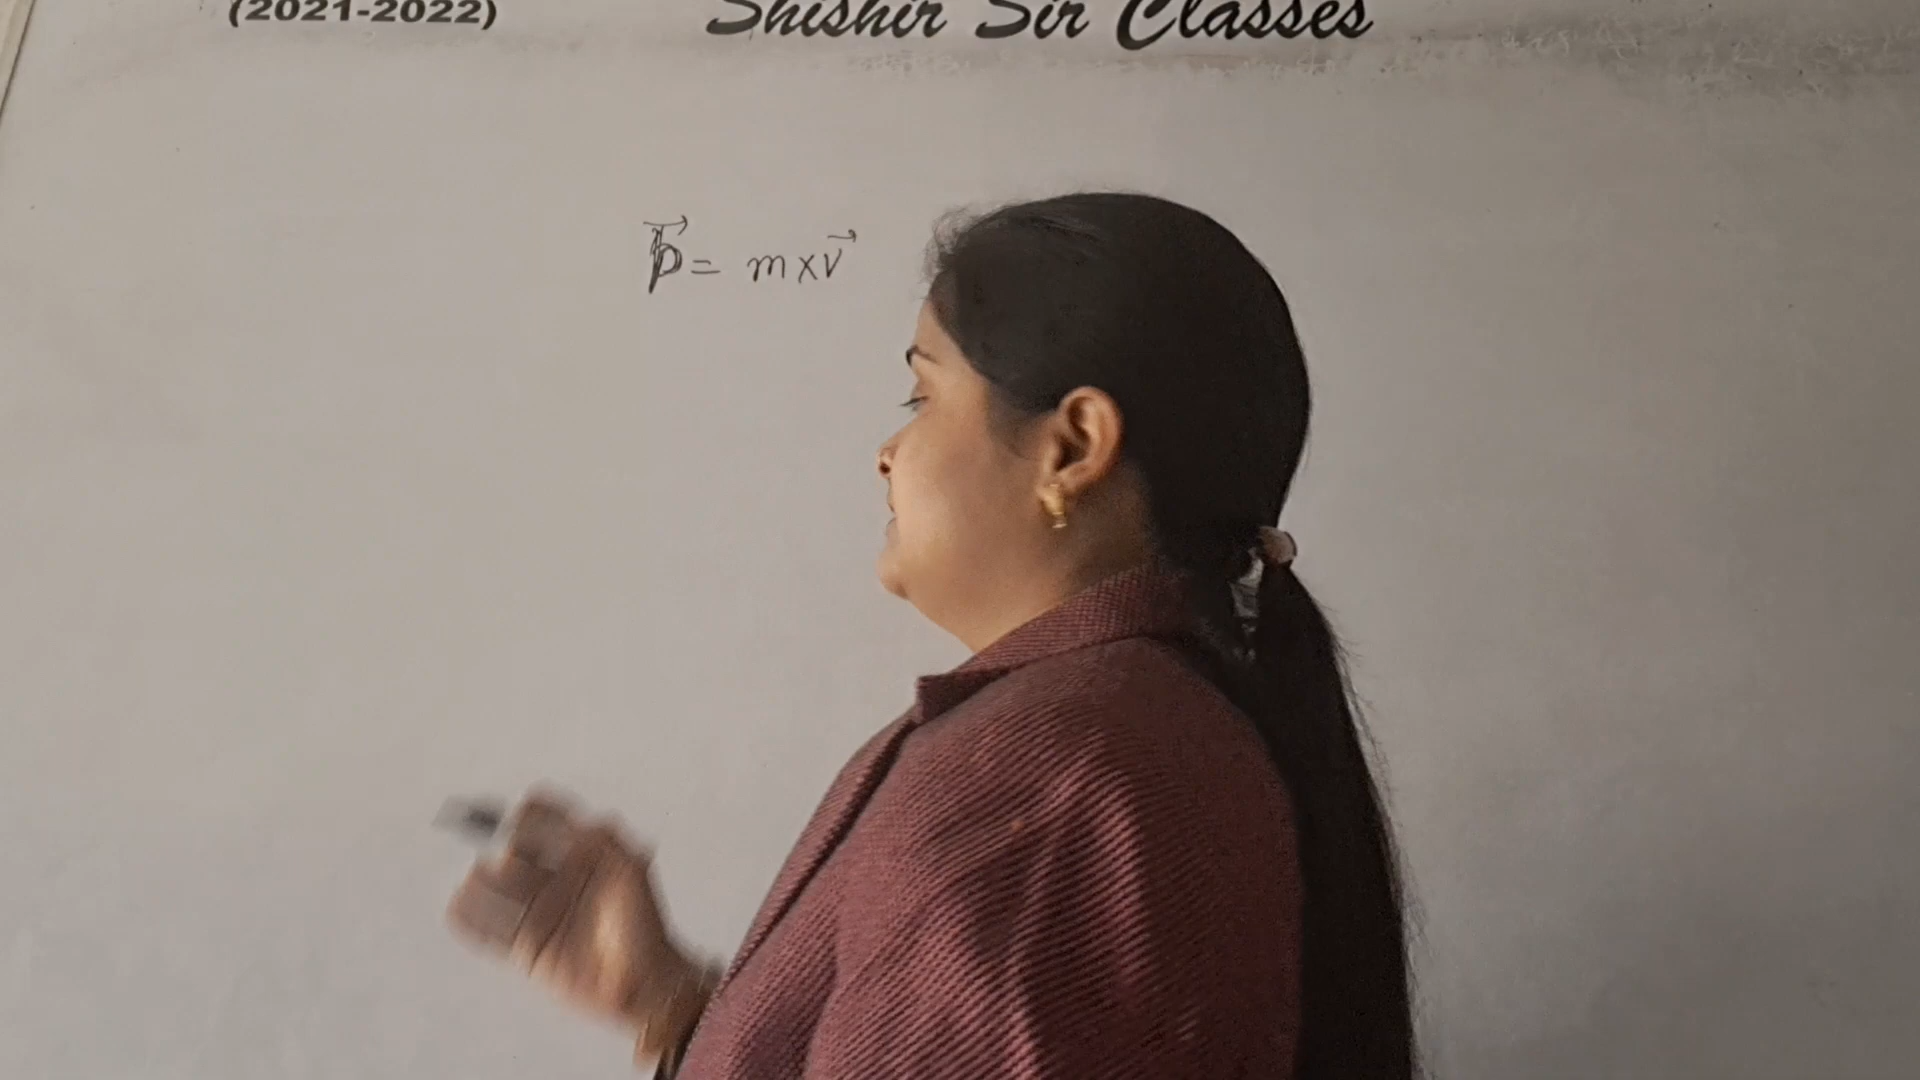 (2021-2022) Shishir Sir Classes
p⃗ = m x v⃗